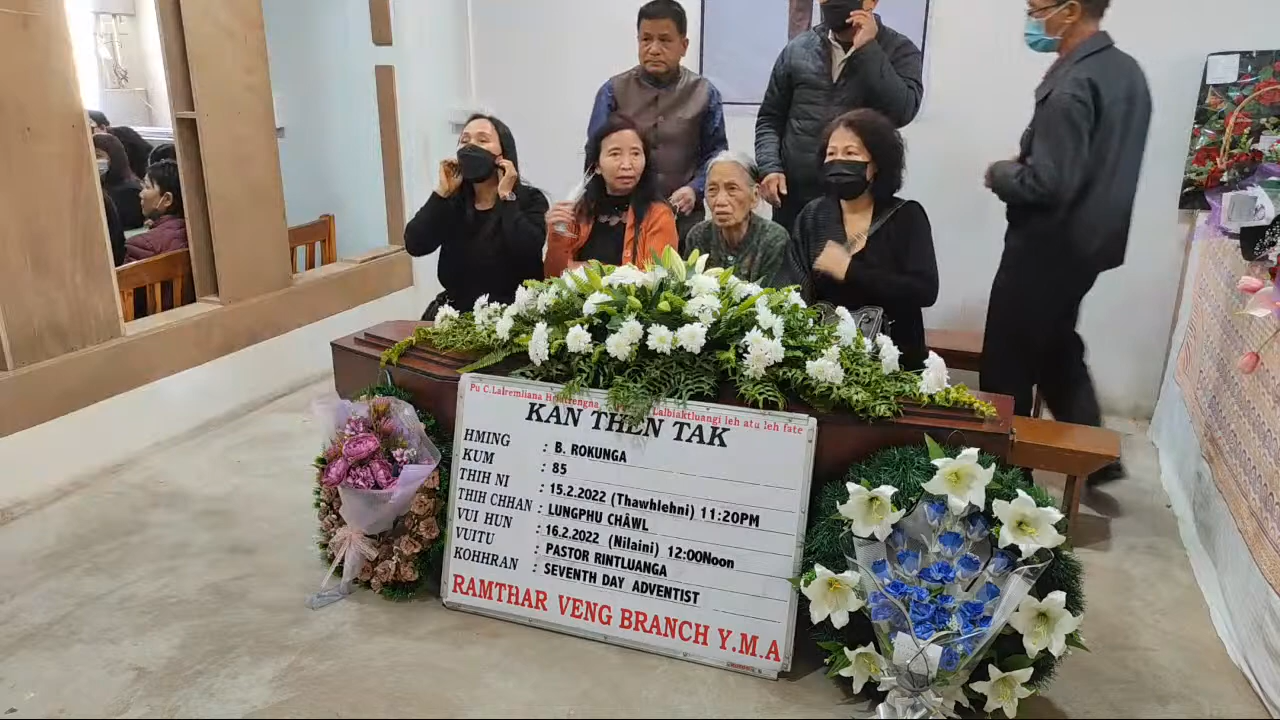 Pu C.Lalremliana Lalbiaktluangi leh atu leh fate
KAN THEN TAK
HMING : B. ROKUNGA
KUM : 85
THIH NI : 15.2.2022 (Thawhlehni) 11:20PM
THIH CHHAN : LUNGPHU CHÂWL
VUI HUN : 16.2.2022 (Nilaini) 12:00Noon
VUITU : PASTOR RINTLUANGA
KOHHRAN : SEVENTH DAY ADVENTIST
RAMTHAR VENG BRANCH Y.M.A